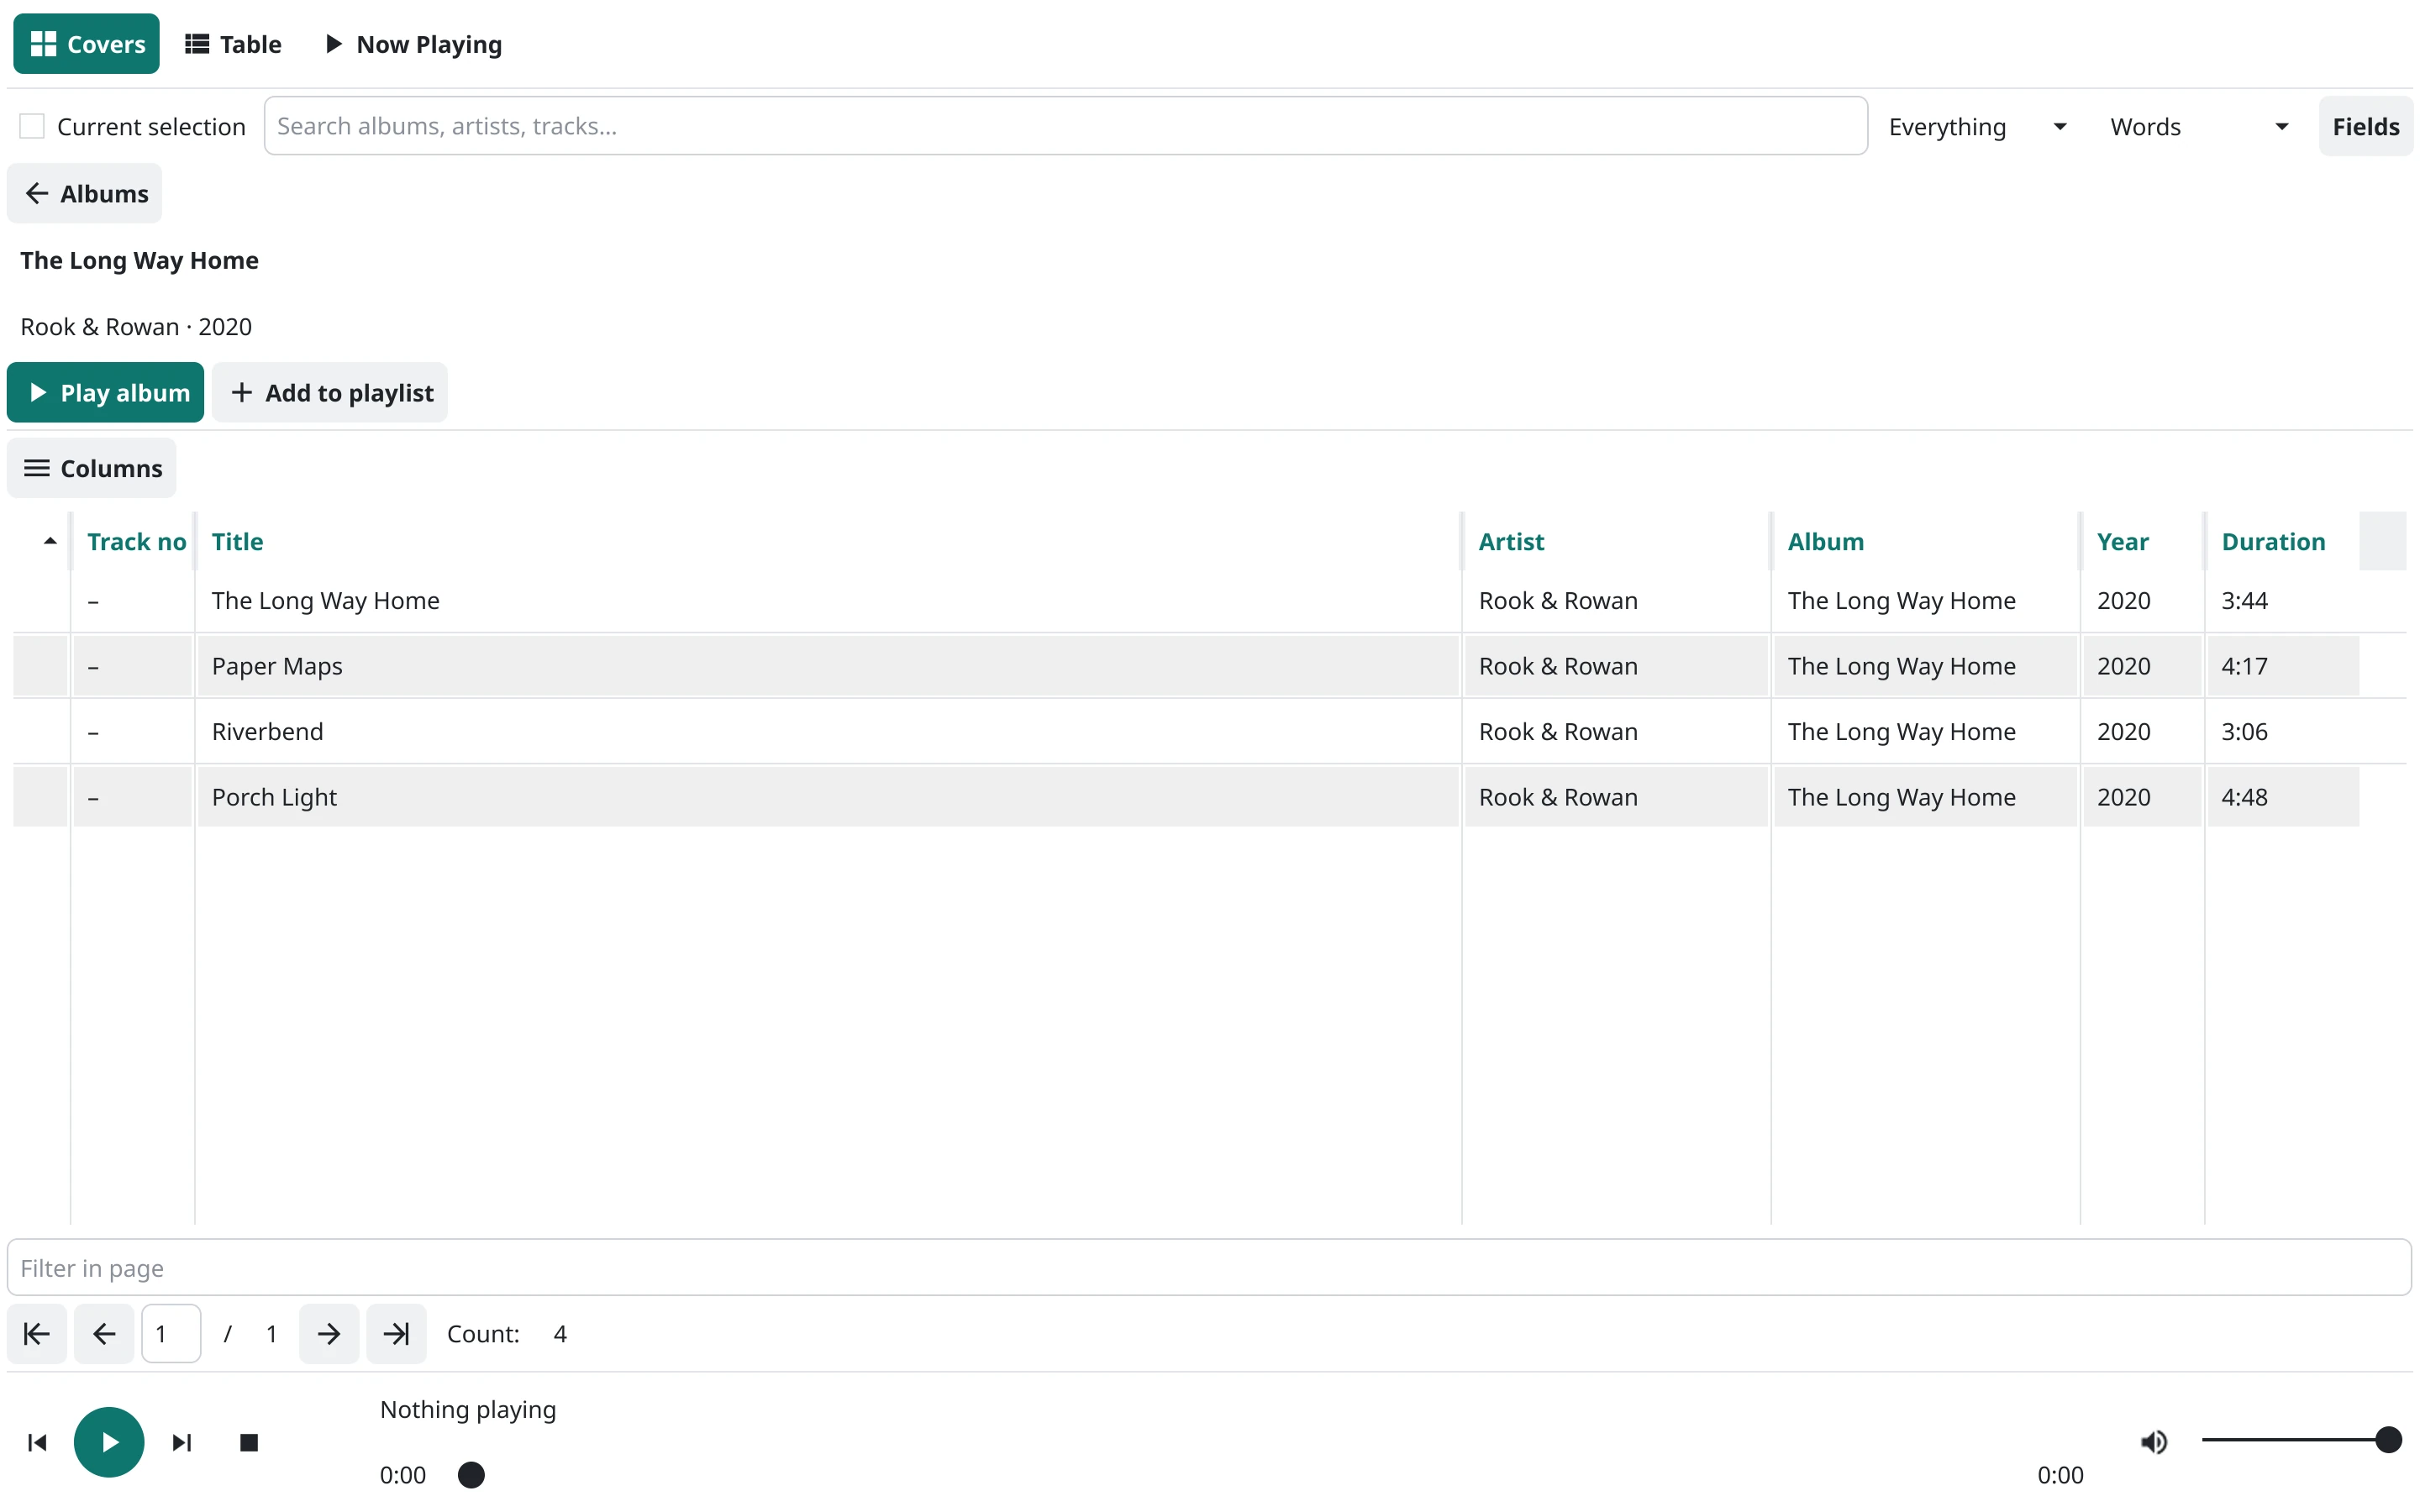 Covers Table Now Playing
Current selection Search albums, artists, tracks... Everything Words Fields
Albums
The Long Way Home
Rook & Rowan · 2020
Play album Add to playlist
Columns
Track no Title Artist Album Year Duration
– The Long Way Home Rook & Rowan The Long Way Home 2020 3:44
– Paper Maps Rook & Rowan The Long Way Home 2020 4:17
– Riverbend Rook & Rowan The Long Way Home 2020 3:06
– Porch Light Rook & Rowan The Long Way Home 2020 4:48
Filter in page
1 / 1 Count: 4
Nothing playing
0:00 0:00